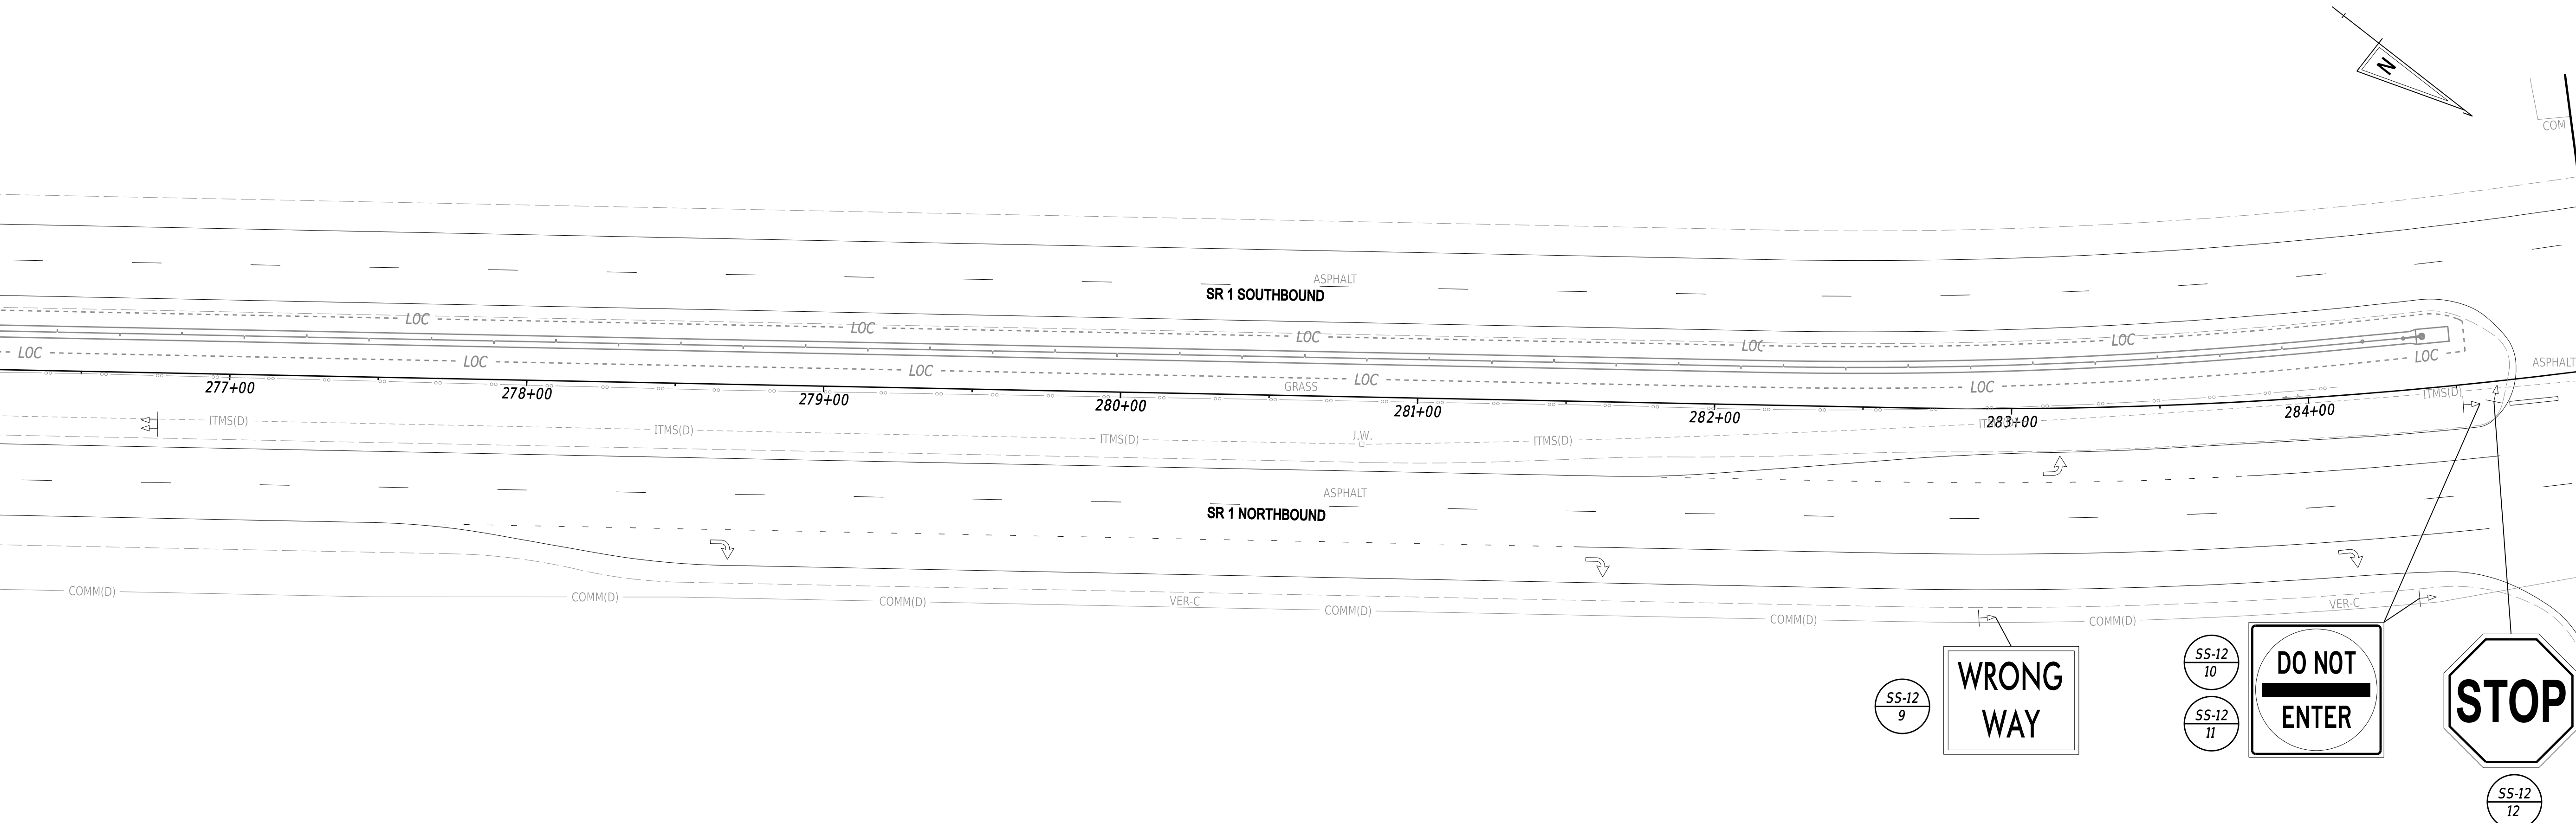 N
COM
ASPHALT
SR 1 SOUTHBOUND
LOC
LOC
LOC
LOC
LOC
LOC
LOC
LOC
LOC
LOC
LOC
ASPHALT
GRASS
277+00
278+00
279+00
280+00
281+00
282+00
283+00
284+00
ITMS(D)
ITMS(D)
ITMS(D)
J.W.
ITMS(D)
ITMS(D)
ASPHALT
SR 1 NORTHBOUND
COMM(D)
COMM(D)
COMM(D)
VER-C
COMM(D)
COMM(D)
COMM(D)
VER-C
SS-12
9
WRONG
WAY
SS-12
10
SS-12
11
DO NOT
ENTER
STOP
SS-12
12